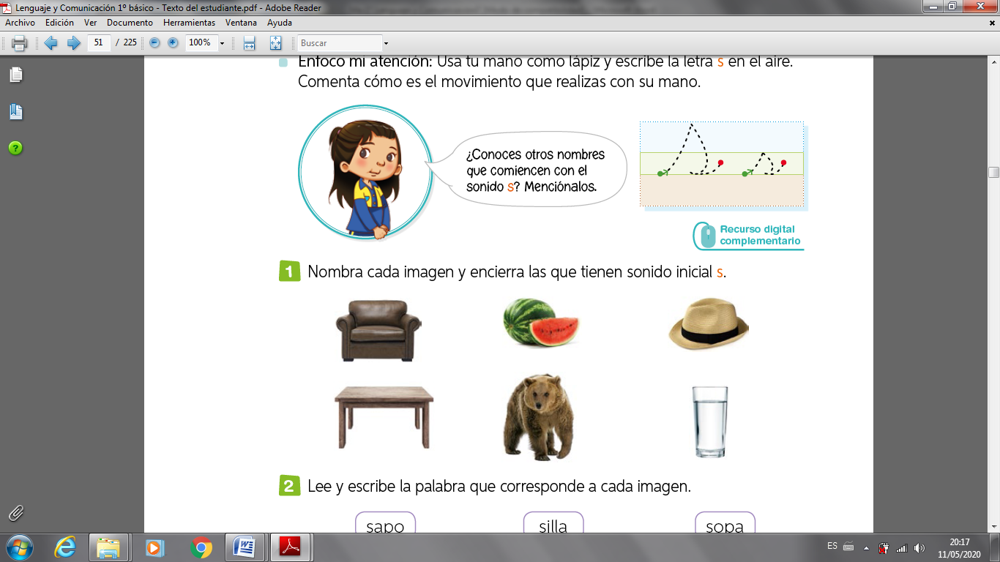 Lenguaje y Comunicación 1º básico - Texto del estudiante.pdf - Adobe Reader
Archivo Edición Ver Documento Herramientas Ventana Ayuda
51 / 225 100% Buscar
Enfoco mi atención: Usa tu mano como lápiz y escribe la letra s en el aire.
Comenta cómo es el movimiento que realizas con su mano.
¿Conoces otros nombres
que comiencen con el
sonido s? Menciónalos.
Recurso digital
complementario
1 Nombra cada imagen y encierra las que tienen sonido inicial s.
2 Lee y escribe la palabra que corresponde a cada imagen.
sapo silla sopa
ES 20:17
11/05/2020